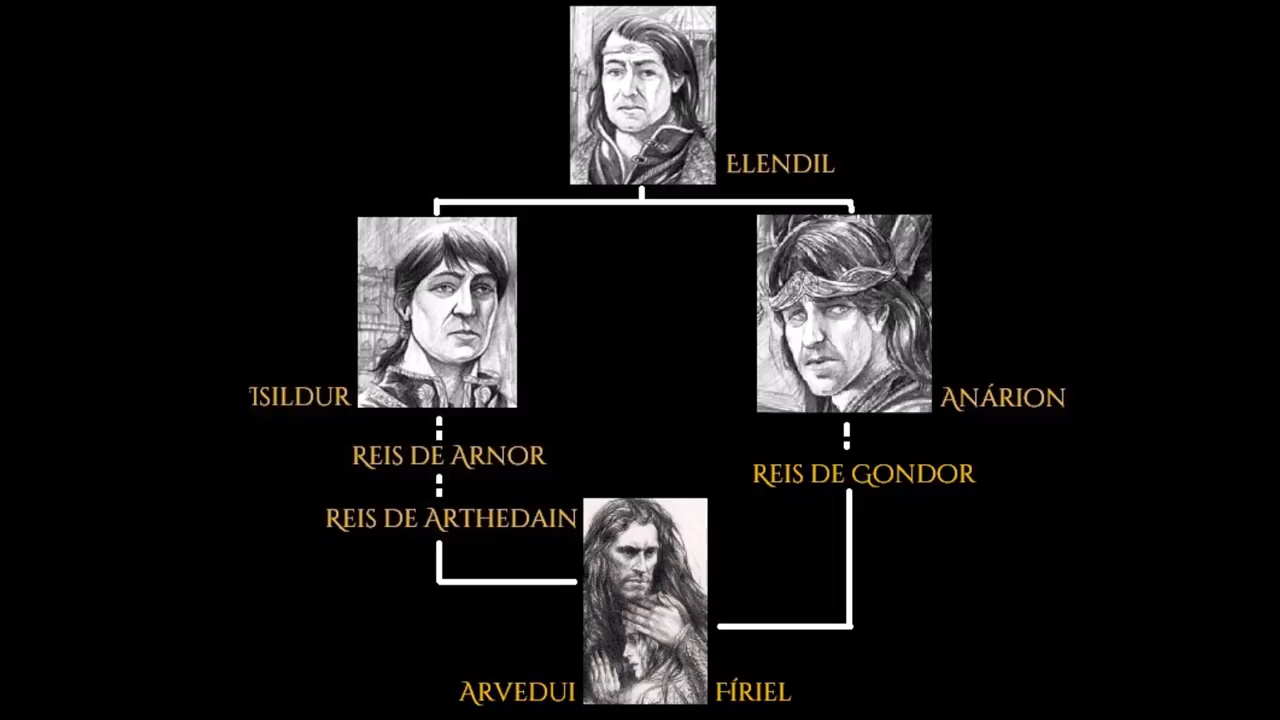 Elendil
Isildur
Anárion
Reis de Arnor
Reis de Gondor
Reis de Arthedain
Arvedui
Fíriel